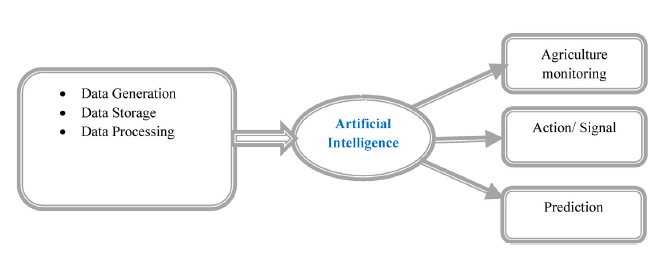 • Data Generation
• Data Storage
• Data Processing
Artificial
Intelligence
Agriculture
monitoring
Action/ Signal
Prediction